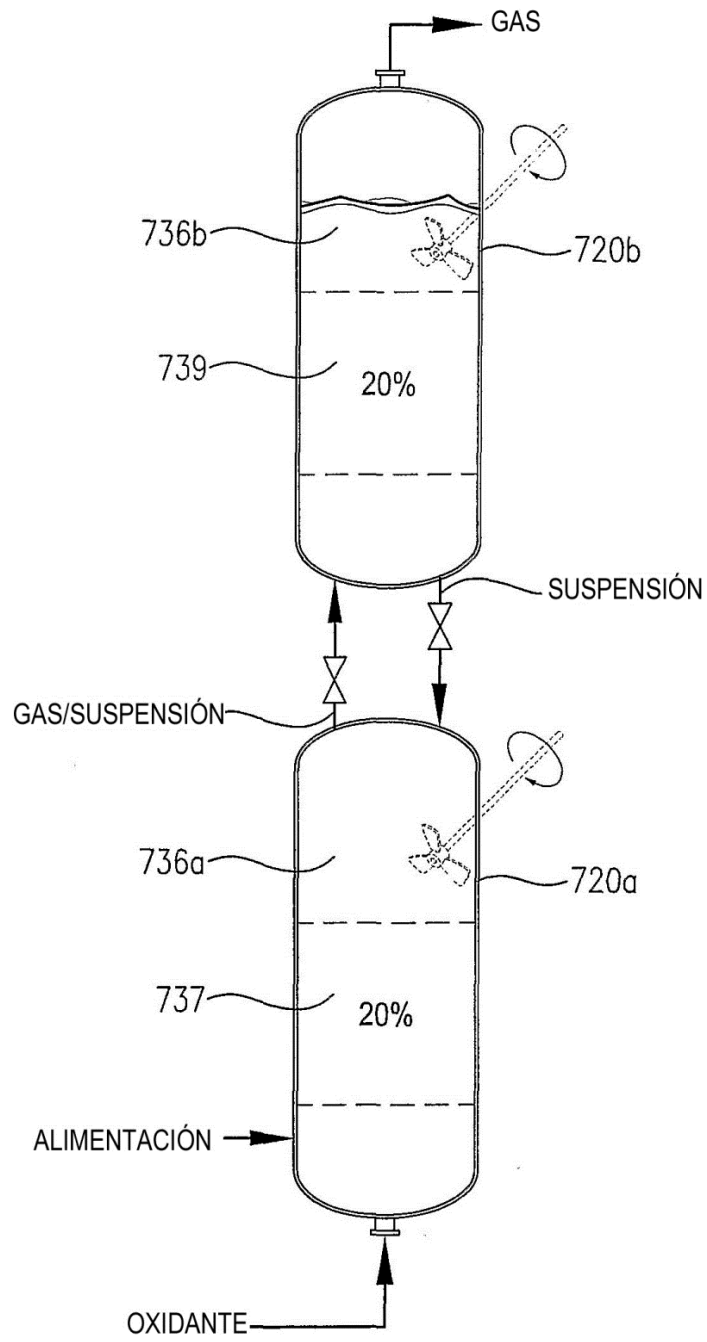 GAS
736b
720b
739
20%
SUSPENSIÓN
GAS/SUSPENSIÓN
736a
720a
737
20%
ALIMENTACIÓN
OXIDANTE